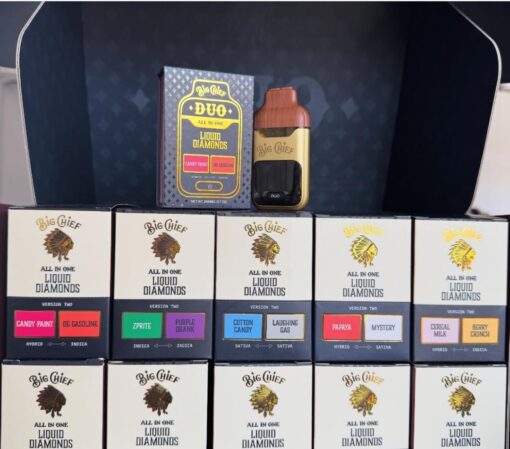 BIG CHIEF
DUO
ALL IN ONE
LIQUID
DIAMONDS
CANDY PAINT OG GASOLINE
BIG CHIEF
DUO
BIG CHIEF
ALL IN ONE
LIQUID
DIAMONDS
VERSION TWO
CANDY PAINT OG GASOLINE
HYBRID INDICA
BIG CHIEF
ALL IN ONE
LIQUID
DIAMONDS
VERSION TWO
ZPRITE PURPLE DRANK
INDICA INDICA
BIG CHIEF
ALL IN ONE
LIQUID
DIAMONDS
VERSION TWO
COTTON CANDY LAUGHING GAS
SATIVA SATIVA
BIG CHIEF
ALL IN ONE
LIQUID
DIAMONDS
VERSION TWO
PAPAYA MYSTERY
HYBRID SATIVA
BIG CHIEF
ALL IN ONE
LIQUID
DIAMONDS
VERSION TWO
CEREAL MILK BERRY CRUNCH
HYBRID INDICA
BIG CHIEF
ALL IN ONE
LIQUID
DIAMONDS
BIG CHIEF
ALL IN ONE
LIQUID
DIAMONDS
BIG CHIEF
ALL IN ONE
LIQUID
DIAMONDS
BIG CHIEF
ALL IN ONE
LIQUID
DIAMONDS
BIG CHIEF
ALL IN ONE
LIQUID
DIAMONDS